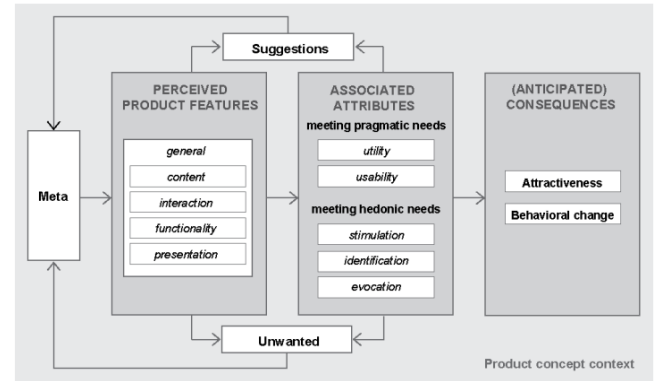 Suggestions
PERCEIVED
PRODUCT FEATURES
general
content
interaction
functionality
presentation
ASSOCIATED
ATTRIBUTES
meeting pragmatic needs
utility
usability
meeting hedonic needs
stimulation
identification
evocation
(ANTICIPATED)
CONSEQUENCES
Attractiveness
Behavioral change
Meta
Unwanted
Product concept context